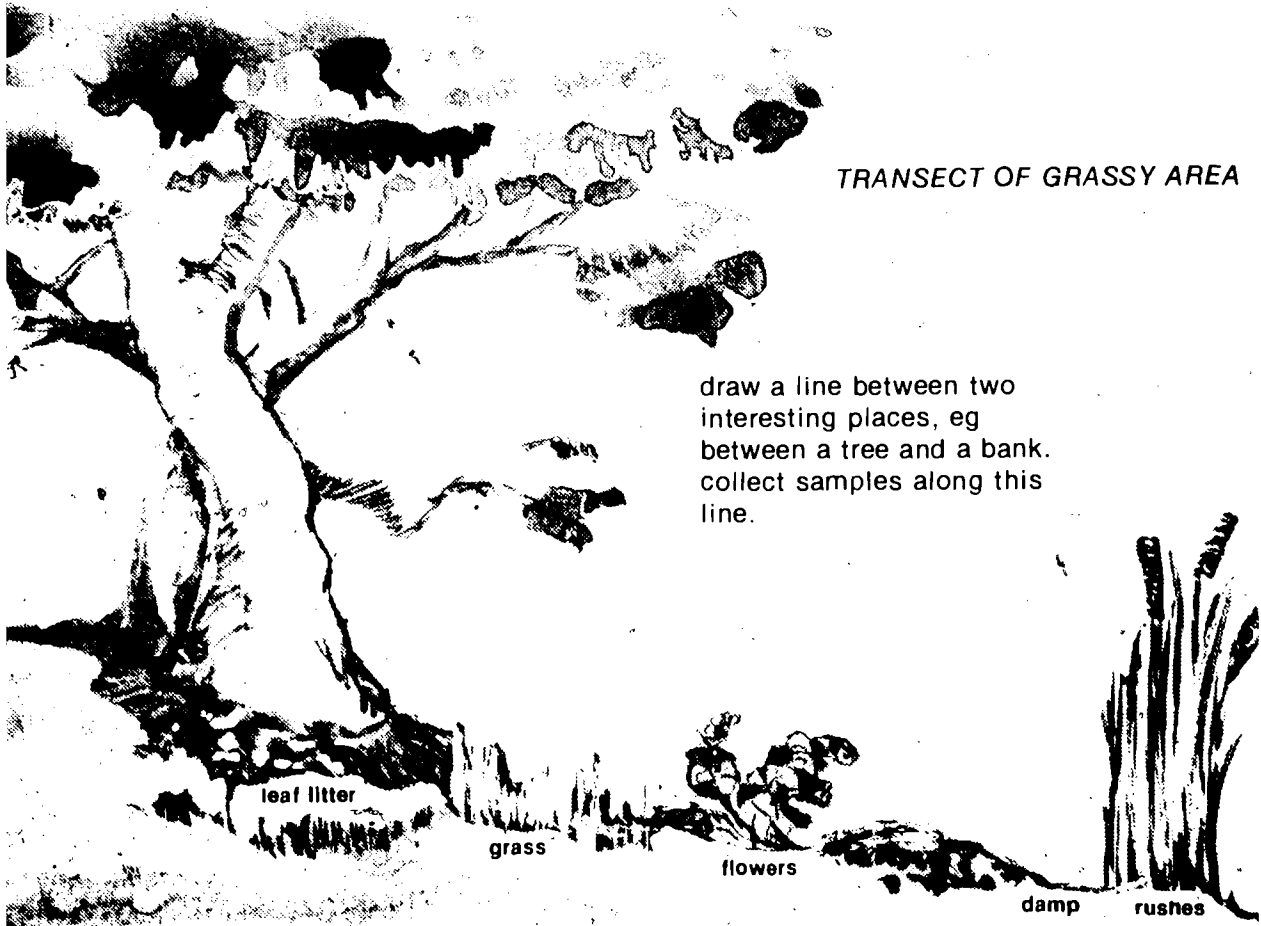 TRANSECT OF GRASSY AREA
draw a line between two
interesting places, eg
between a tree and a bank.
collect samples along this
line.
leaf litter
grass
flowers
damp
rushes